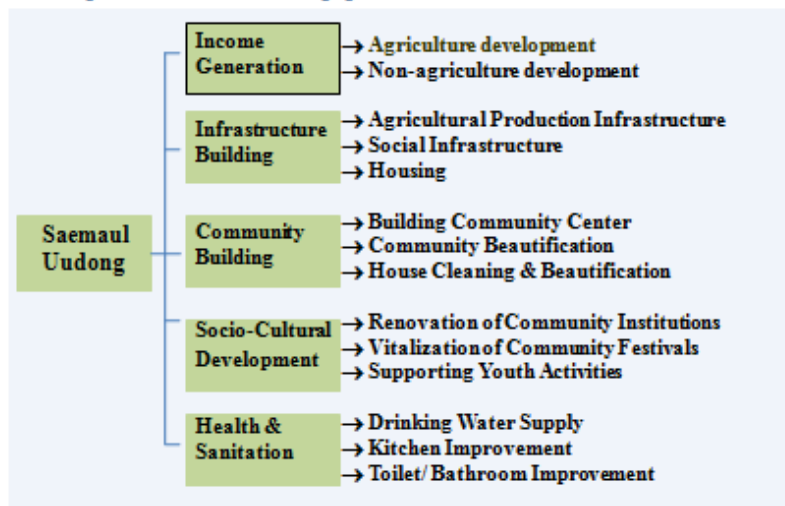 Income
Generation
→ Agriculture development
→ Non-agriculture development
Infrastructure
Building
→ Agricultural Production Infrastructure
→ Social Infrastructure
→ Housing
Saemaul
Uudong
Community
Building
→ Building Community Center
→ Community Beautification
→ House Cleaning & Beautification
Socio-Cultural
Development
→ Renovation of Community Institutions
→ Vitalization of Community Festivals
→ Supporting Youth Activities
Health &
Sanitation
→ Drinking Water Supply
→ Kitchen Improvement
→ Toilet/ Bathroom Improvement